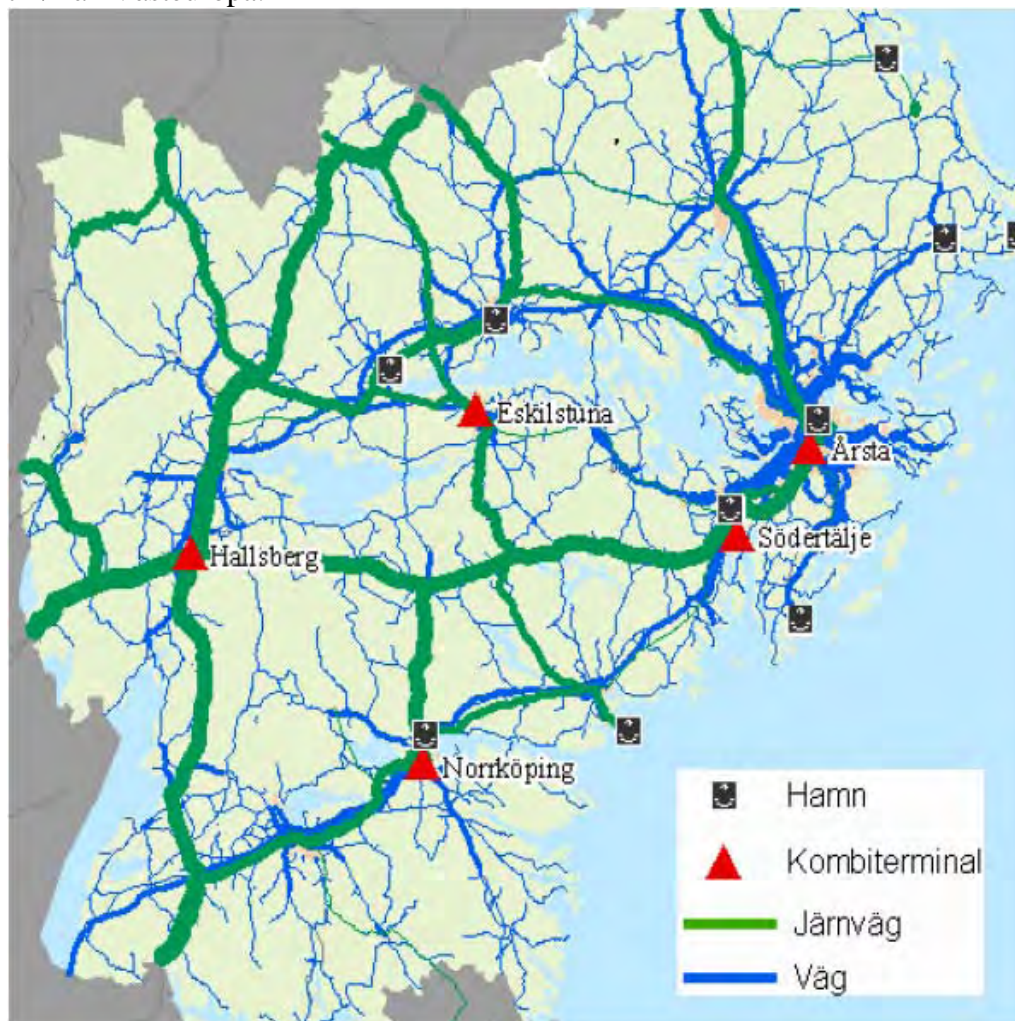 Eskilstuna
Årsta
Södertälje
Hallsberg
Norrköping
Hamn
Kombiterminal
Järnväg
Väg